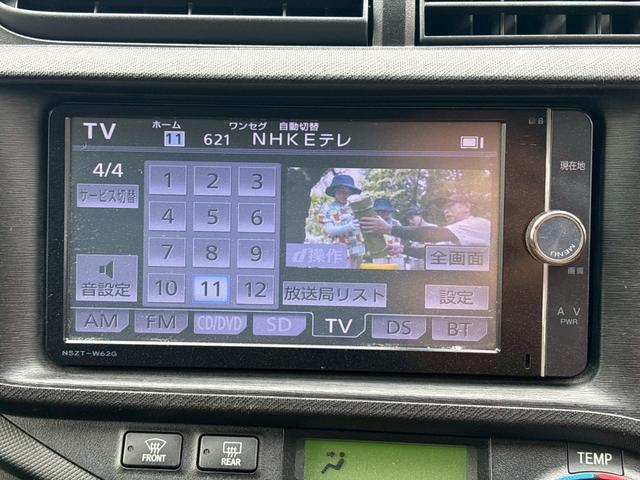 TV ホーム 11 621 ワンセグ 自動切替 NHKEテレ
4/4
サービス切替
1 2 3
4 5 6
7 8 9
10 11 12
音設定
d操作 全画面
放送局リスト 設定
AM FM CD/DVD SD TV DS BT
NSZT-W62G
現在地
MENU
画質
A V
PWR
FRONT REAR
TEMP